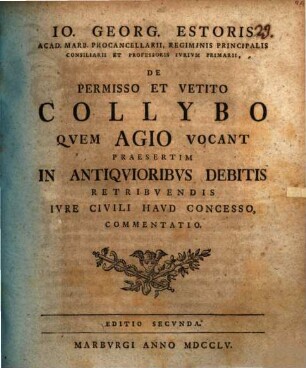 IO. GEORG. ESTORIS
29.
ACAD. MARB. PROCANCELLARII, REGIMINIS PRINCIPALIS
CONSILIARII ET PROFESSORIS IVRIVM PRIMARII,
DE
PERMISSO ET VETITO
COLLYBO
QVEM AGIO VOCANT
PRAESERTIM
IN ANTIQVIORIBVS DEBITIS
RETRIBVENDIS
IVRE CIVILI HAVD CONCESSO,
COMMENTATIO.
EDITIO SECVNDA.
MARBVRGI ANNO MDCCLV.